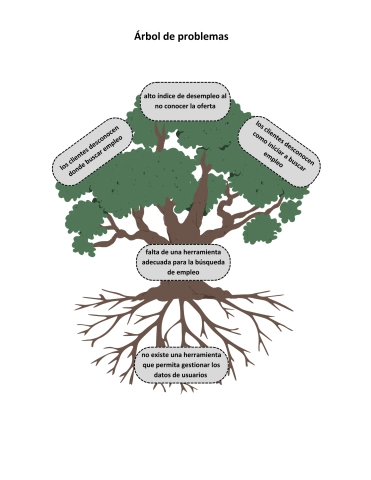 Árbol de problemas
alto índice de desempleo al
no conocer la oferta
los clientes desconocen
donde buscar empleo
los clientes desconocen
como iniciar a buscar
empleo
falta de una herramienta
adecuada para la búsqueda
de empleo
no existe una herramienta
que permita gestionar los
datos de usuarios